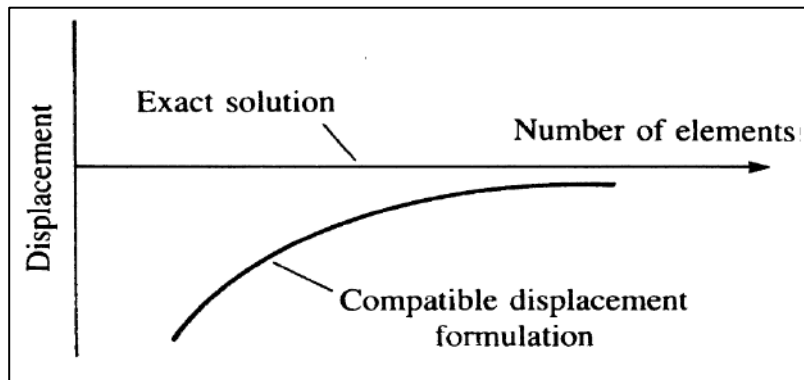 Exact solution
Number of elements
Displacement
Compatible displacement
formulation